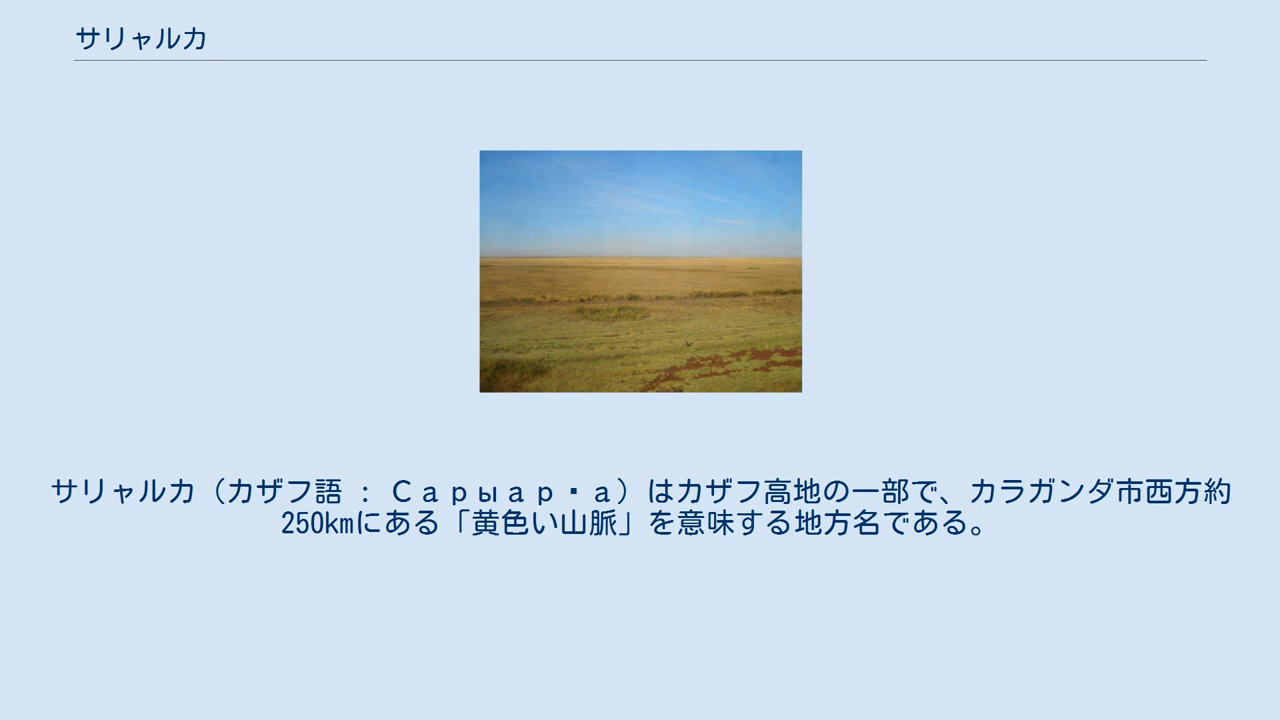 サリャルカ
サリャルカ（カザフ語 : Ｃａｐыａｐ▪ａ）はカザフ高地の一部で、カラガンダ市西方約
250kmにある「黄色い山脈」を意味する地方名である。